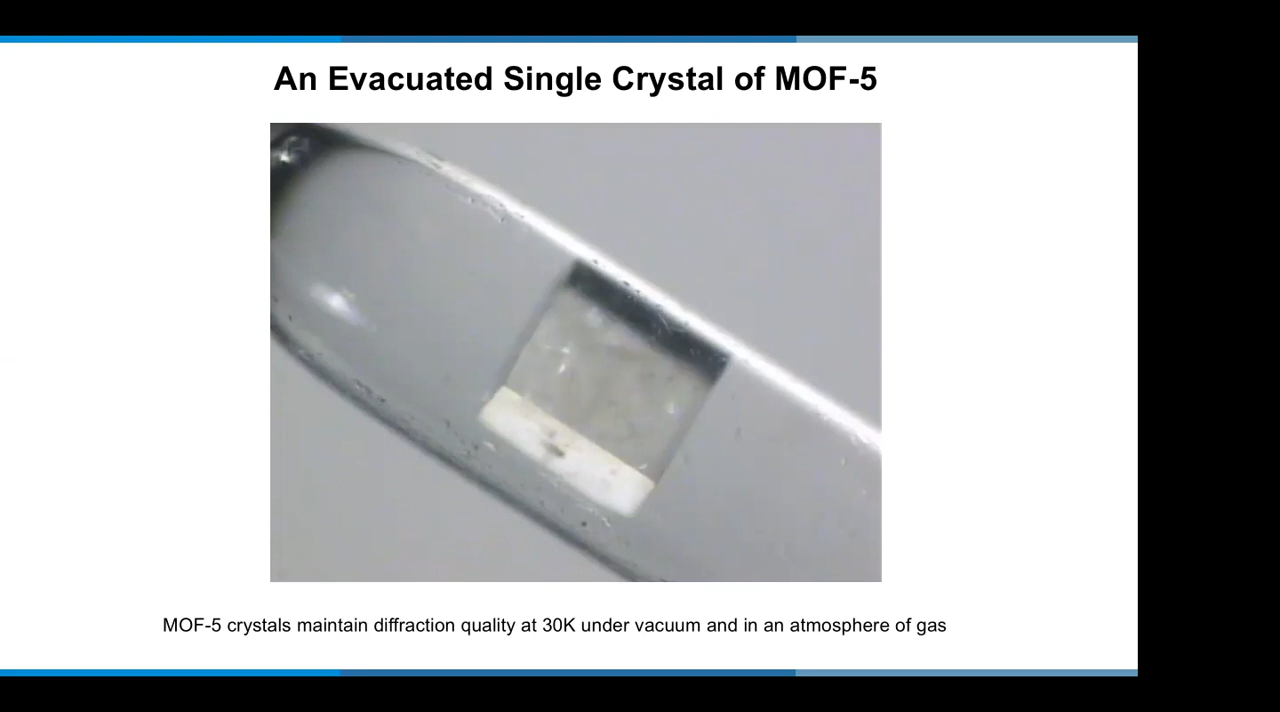 An Evacuated Single Crystal of MOF-5
MOF-5 crystals maintain diffraction quality at 30K under vacuum and in an atmosphere of gas